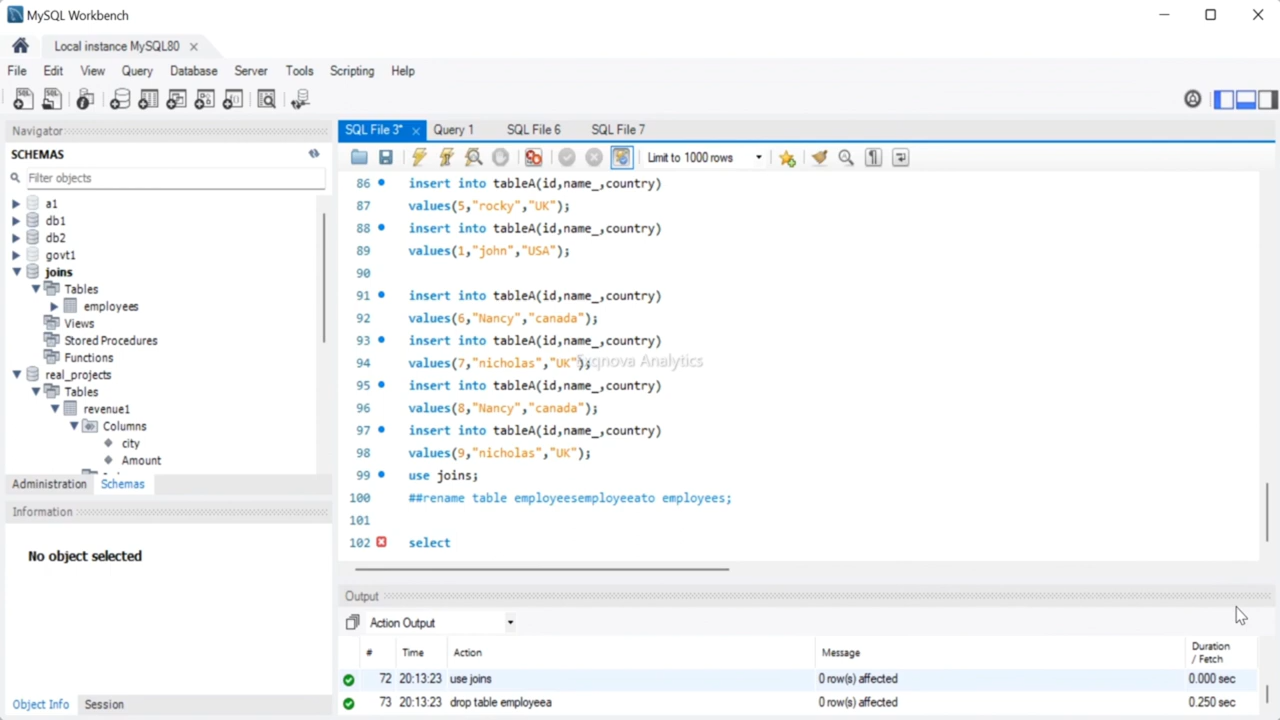 MySQL Workbench
Local instance MySQL80
File Edit View Query Database Server Tools Scripting Help
Navigator
SCHEMAS
Filter objects
a1
db1
db2
govt1
joins
Tables
employees
Views
Stored Procedures
Functions
real_projects
Tables
revenue1
Columns
city
Amount
Administration Schemas
Information
No object selected
Object Info Session
SQL File 3* Query 1 SQL File 6 SQL File 7
Limit to 1000 rows
86 insert into tableA(id,name_,country)
87 values(5,"rocky","UK");
88 insert into tableA(id,name_,country)
89 values(1,"john","USA");
90
91 insert into tableA(id,name_,country)
92 values(6,"Nancy","canada");
93 insert into tableA(id,name_,country)
94 values(7,"nicholas","UK");
Analytics
95 insert into tableA(id,name_,country)
96 values(8,"Nancy","canada");
97 insert into tableA(id,name_,country)
98 values(9,"nicholas","UK");
99 use joins;
100 ##rename table employeesemployeeato employees;
101
102 select
Output
Action Output
# Time Action Message Duration / Fetch
72 20:13:23 use joins 0 row(s) affected 0.000 sec
73 20:13:23 drop table employeea 0 row(s) affected 0.250 sec